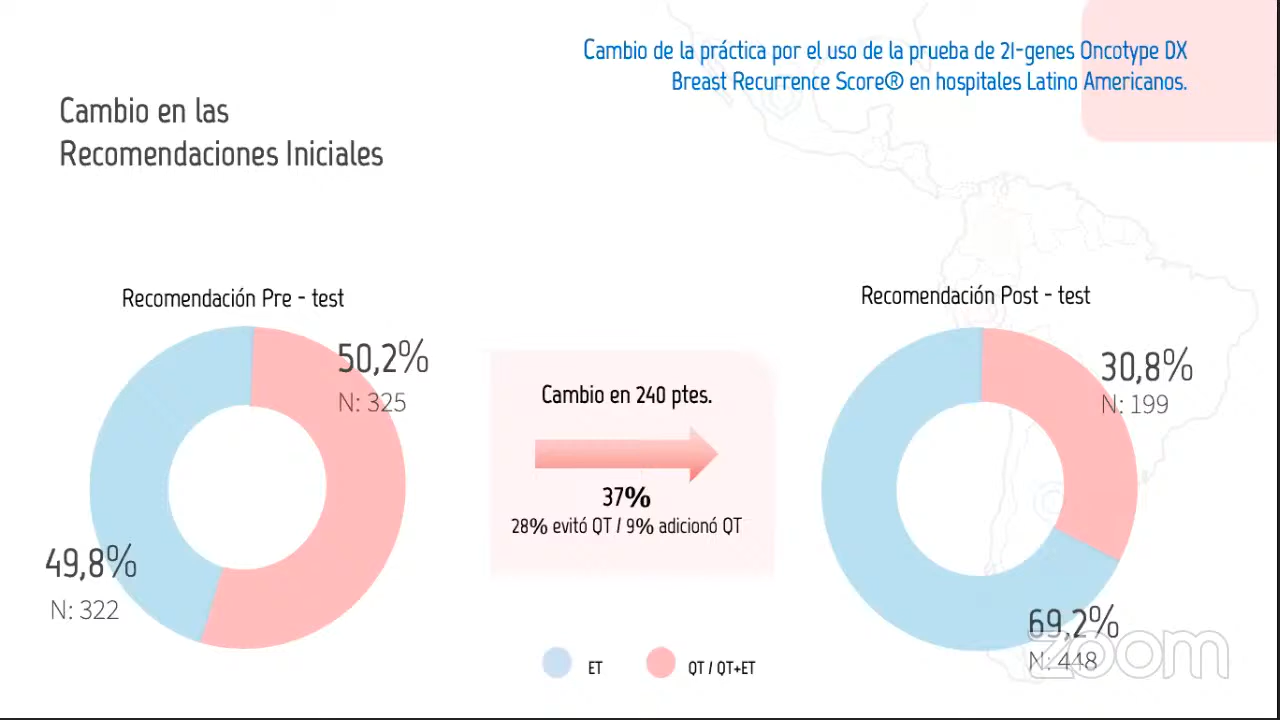 Cambio de la práctica por el uso de la prueba de 21-genes Oncotype DX
Breast Recurrence Score® en hospitales Latino Americanos.
Cambio en las
Recomendaciones Iniciales
Recomendación Pre - test
50,2%
N: 325
49,8%
N: 322
Cambio en 240 ptes.
37%
28% evitó QT / 9% adicionó QT
Recomendación Post - test
30,8%
N: 199
69,2%
N: 448
ET
QT / QT+ET
zoom